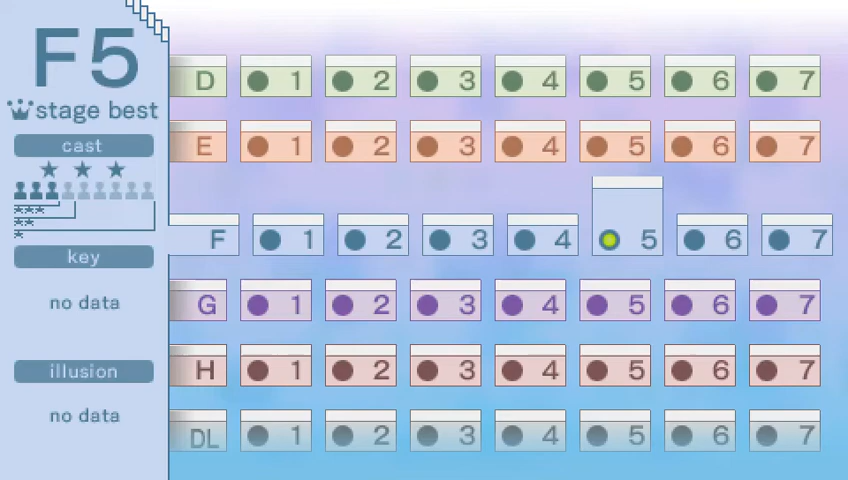 F5
stage best
cast
★ ★ ★
***
**
*
key
no data
illusion
no data
D 1 2 3 4 5 6 7
E 1 2 3 4 5 6 7
F 1 2 3 4 5 6 7
G 1 2 3 4 5 6 7
H 1 2 3 4 5 6 7
DL 1 2 3 4 5 6 7